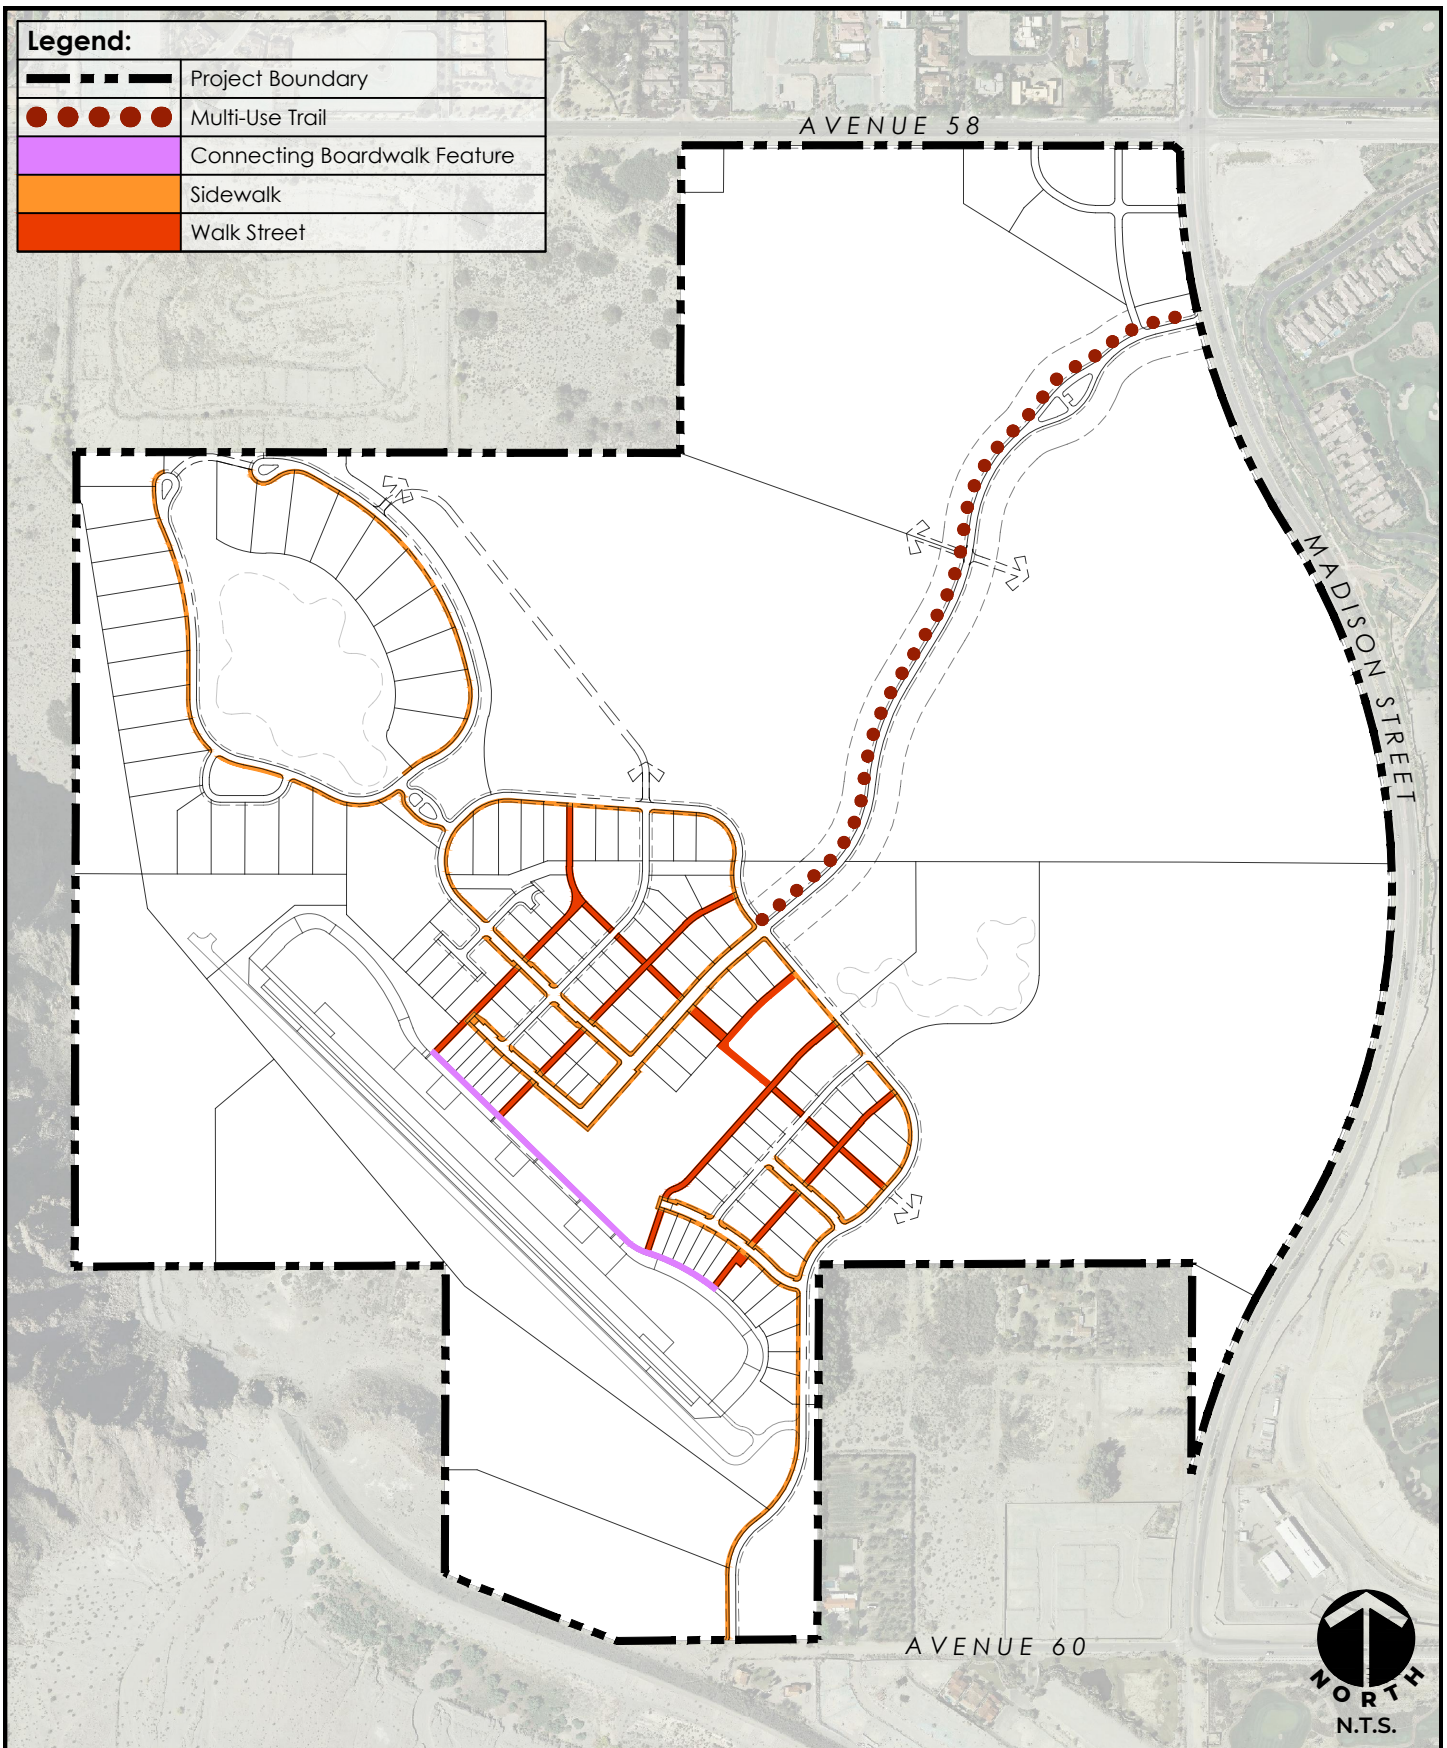 Legend:
Project Boundary
Multi-Use Trail
Connecting Boardwalk Feature
Sidewalk
Walk Street
AVENUE 58
MADISON STREET
AVENUE 60
NORTH
N.T.S.